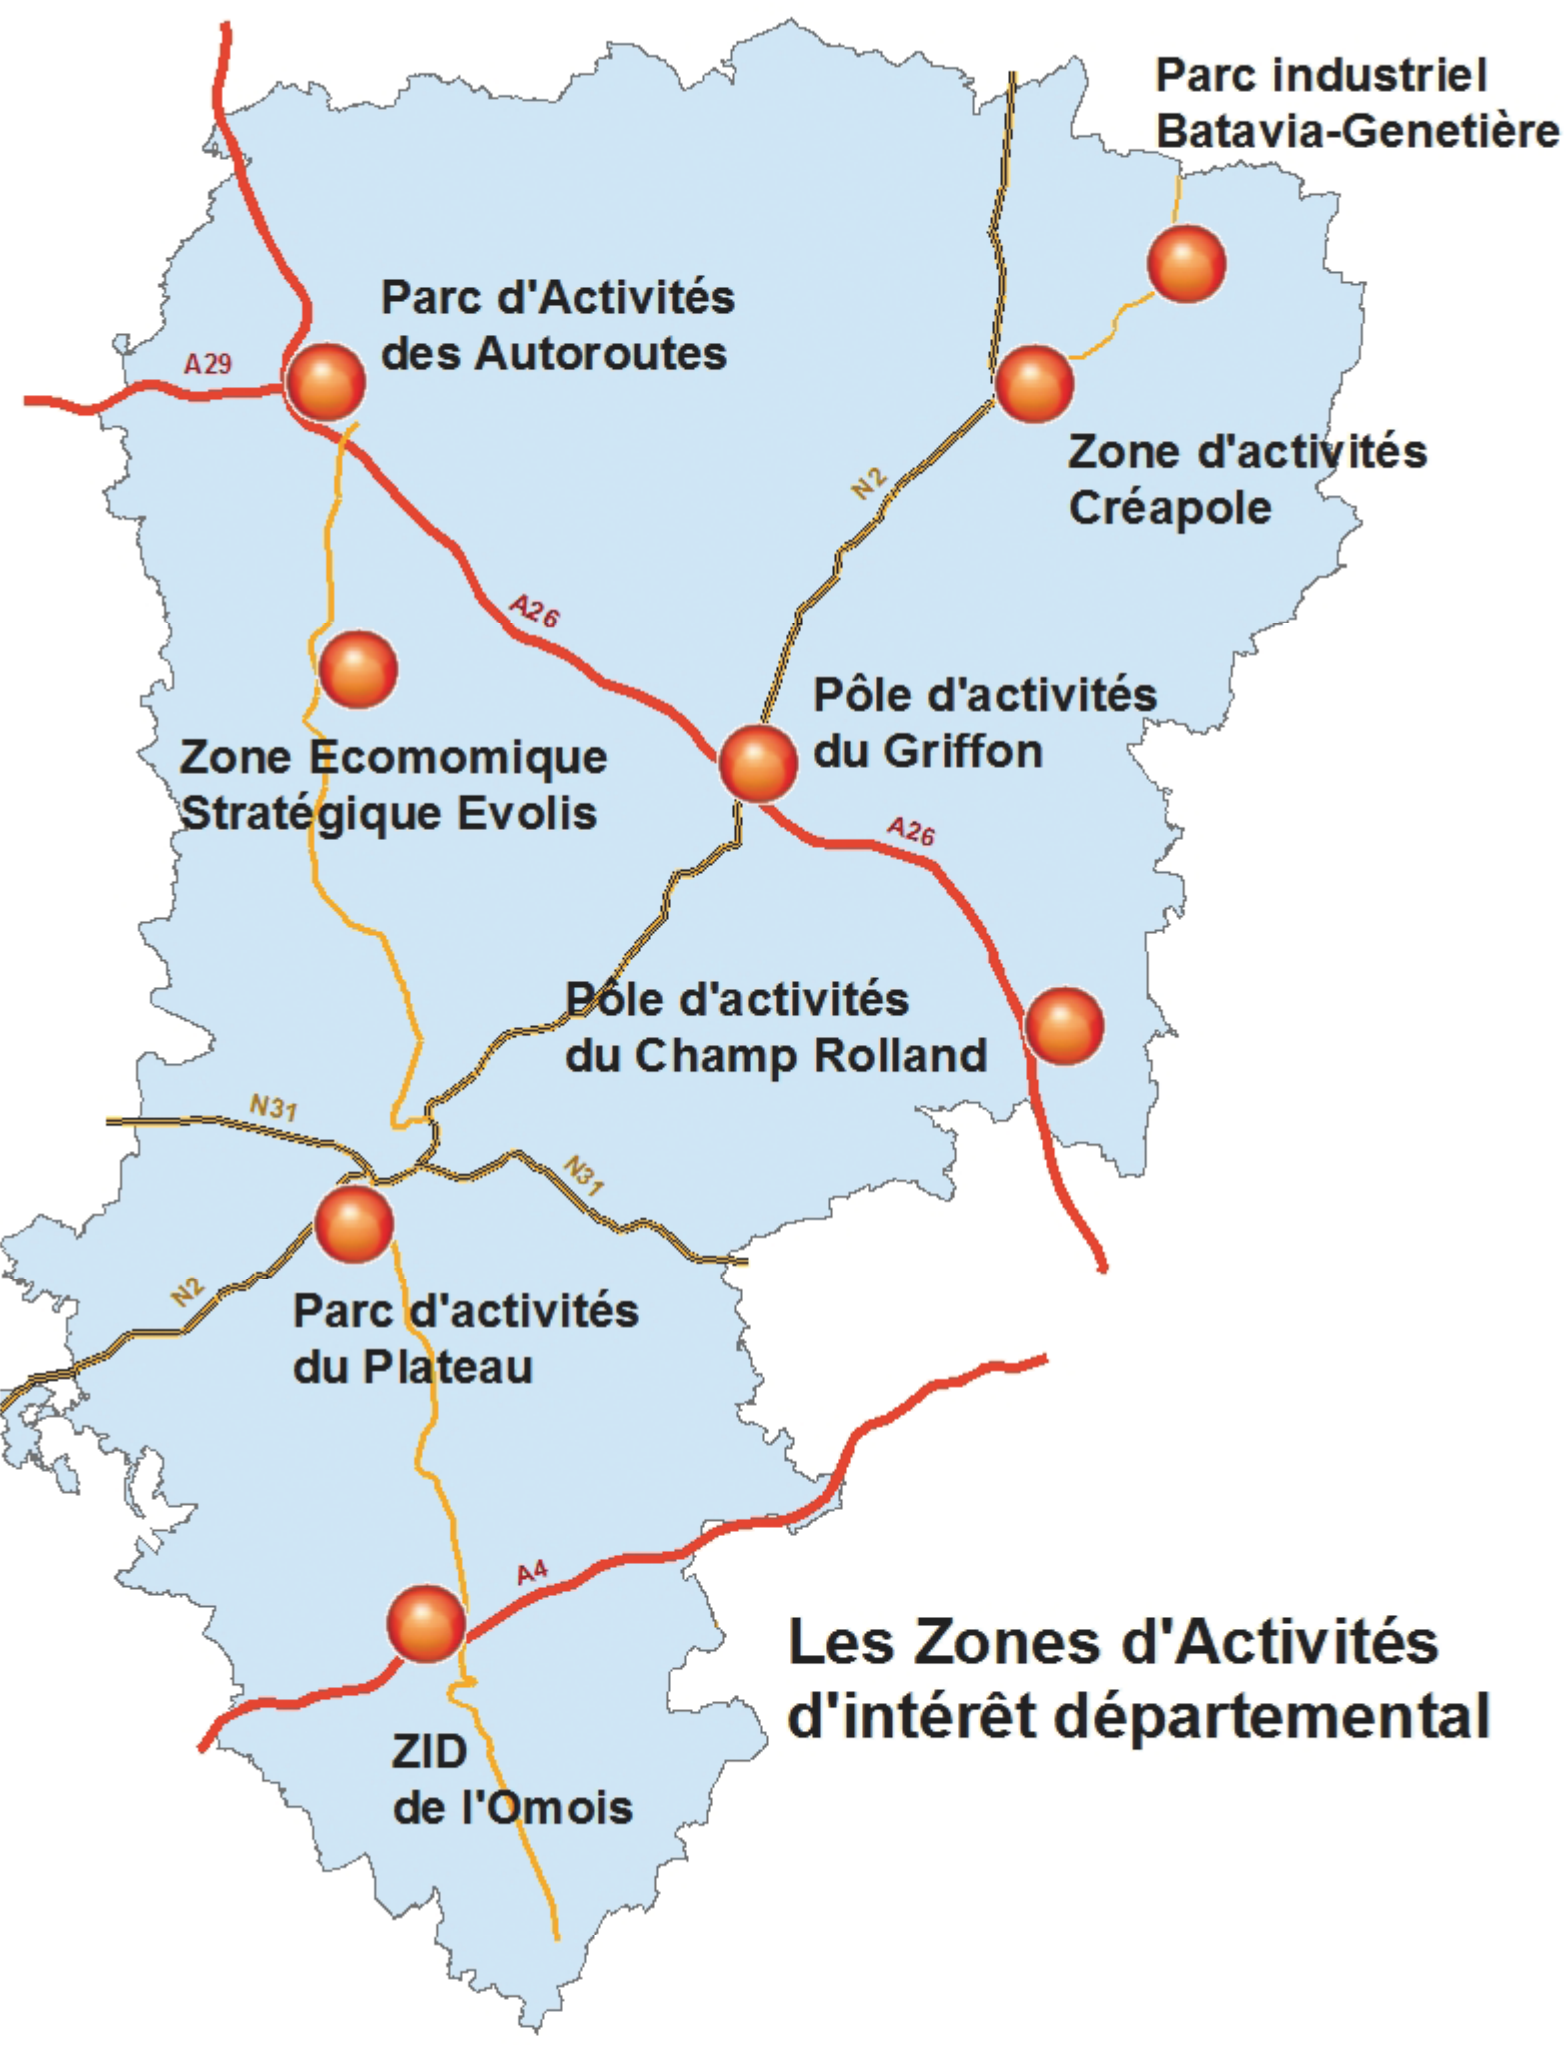 Parc industriel
Batavia-Genetière
Parc d'Activités
des Autoroutes
A29
Zone d'activités
Créapole
N2
A26
Pôle d'activités
du Griffon
Zone Ecomomique
Stratégique Evolis
A26
Pôle d'activités
du Champ Rolland
N31
N31
N2
Parc d'activités
du Plateau
A4
Les Zones d'Activités
d'intérêt départemental
ZID
de l'Omois